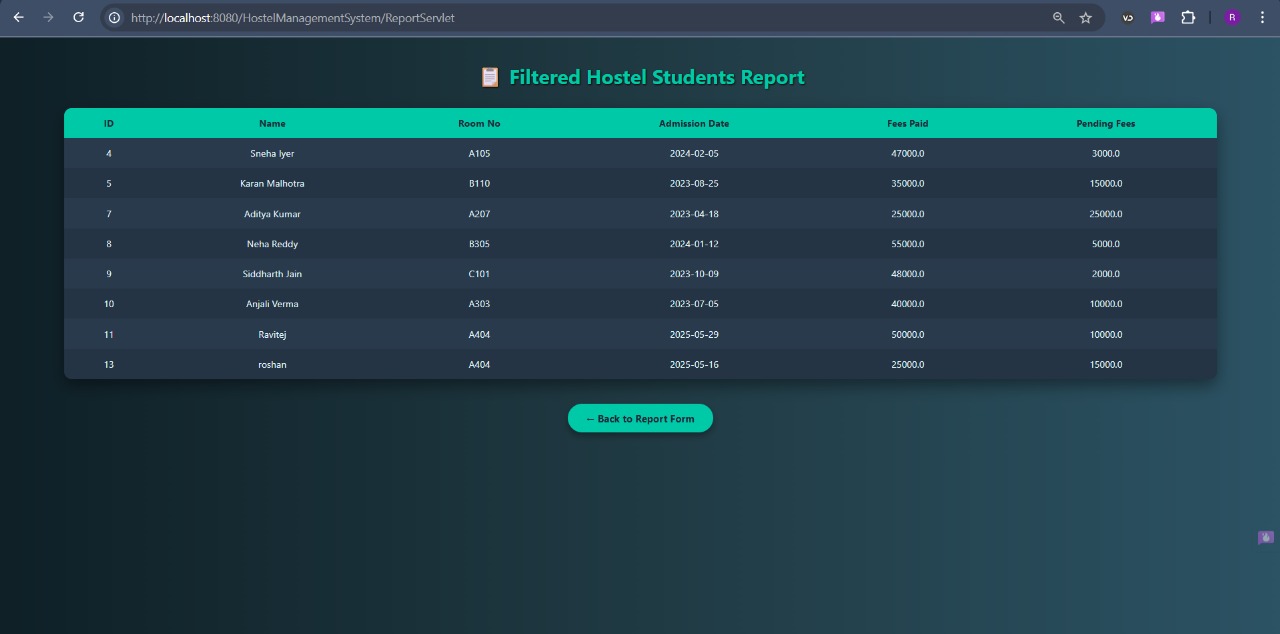 http://localhost:8080/HostelManagementSystem/ReportServlet
R
📋 Filtered Hostel Students Report
ID Name Room No Admission Date Fees Paid Pending Fees
4 Sneha Iyer A105 2024-02-05 47000.0 3000.0
5 Karan Malhotra B110 2023-08-25 35000.0 15000.0
7 Aditya Kumar A207 2023-04-18 25000.0 25000.0
8 Neha Reddy B305 2024-01-12 55000.0 5000.0
9 Siddharth Jain C101 2023-10-09 48000.0 2000.0
10 Anjali Verma A303 2023-07-05 40000.0 10000.0
11 Ravitej A404 2025-05-29 50000.0 10000.0
13 roshan A404 2025-05-16 25000.0 15000.0
← Back to Report Form